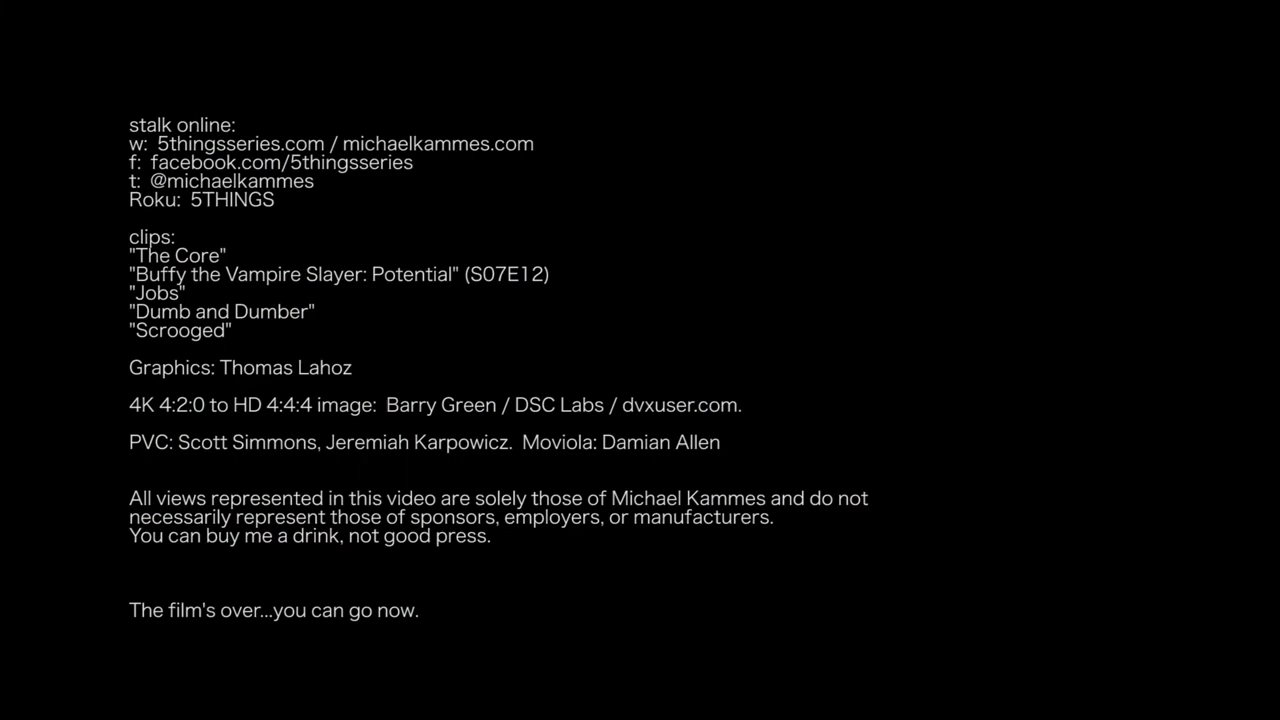 stalk online:
w:  5thingsseries.com / michaelkammes.com
f:  facebook.com/5thingsseries
t:  @michaelkammes
Roku:  5THINGS
clips:
"The Core"
"Buffy the Vampire Slayer: Potential" (S07E12)
"Jobs"
"Dumb and Dumber"
"Scrooged"
Graphics: Thomas Lahoz
4K 4:2:0 to HD 4:4:4 image:  Barry Green / DSC Labs / dvxuser.com.
PVC: Scott Simmons, Jeremiah Karpowicz.  Moviola: Damian Allen
All views represented in this video are solely those of Michael Kammes and do not
necessarily represent those of sponsors, employers, or manufacturers.
You can buy me a drink, not good press.
The film's over...you can go now.